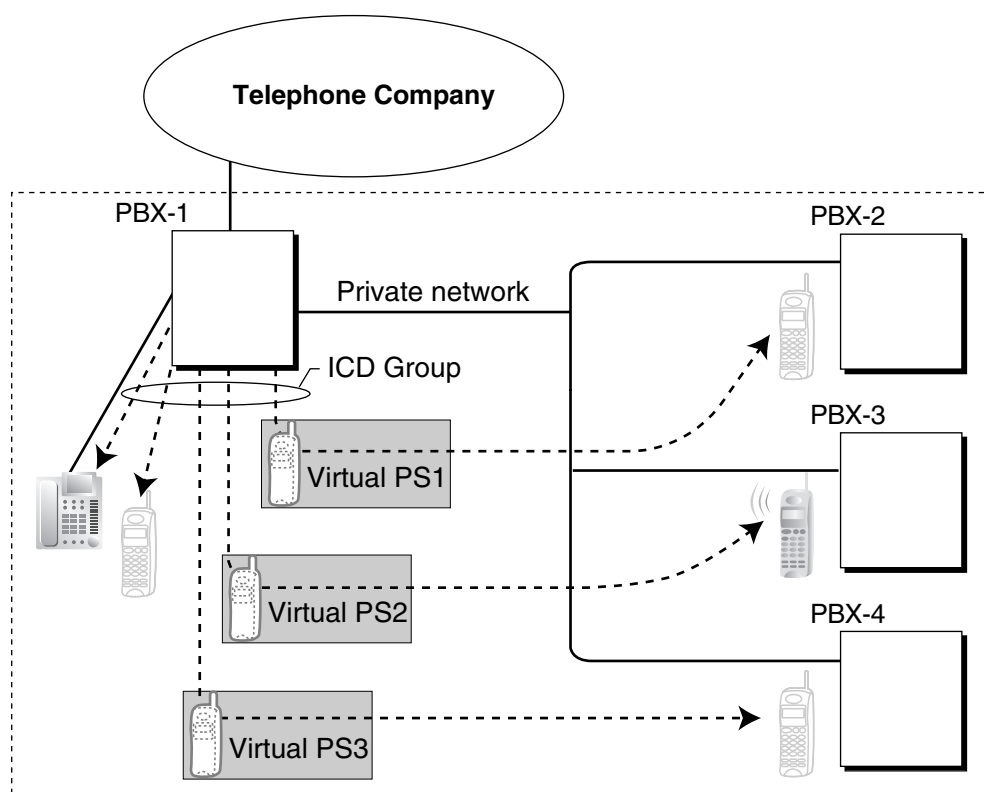 Telephone Company
PBX-1
PBX-2
Private network
ICD Group
PBX-3
Virtual PS1
Virtual PS2
PBX-4
Virtual PS3